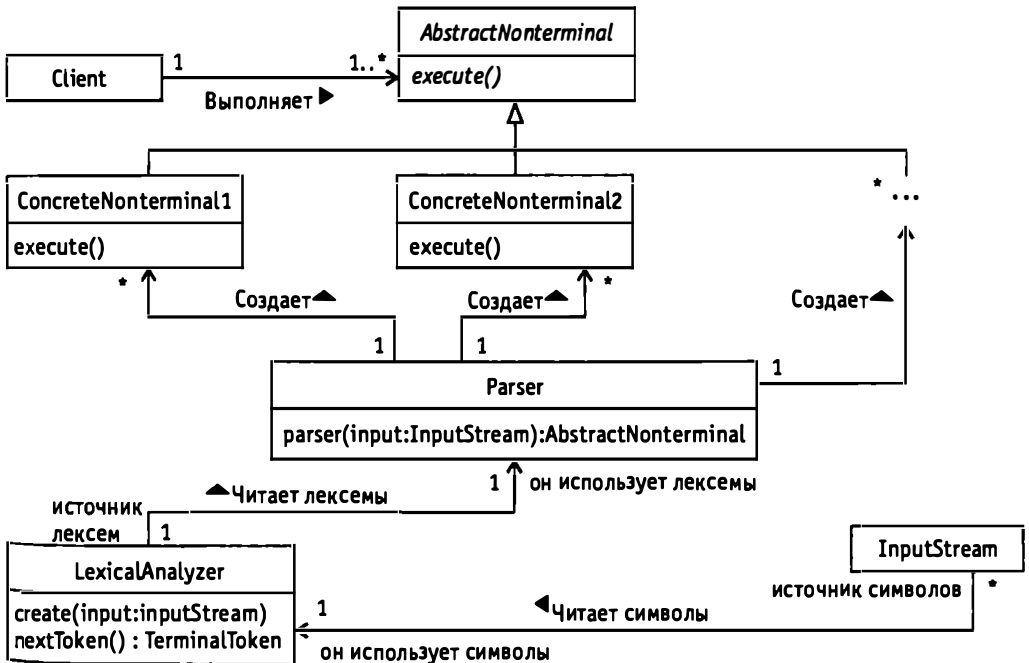 AbstractNonterminal
execute()
Client
1
1..*
Выполняет
ConcreteNonterminal1
execute()
*
ConcreteNonterminal2
execute()
*
* ...
Создает
Создает
Создает
1
1
1
Parser
parser(input:InputStream):AbstractNonterminal
1
он использует лексемы
Читает лексемы
источник
лексем
1
LexicalAnalyzer
create(input:inputStream)
nextToken() : TerminalToken
InputStream
источник символов
*
1
Читает символы
он использует символы